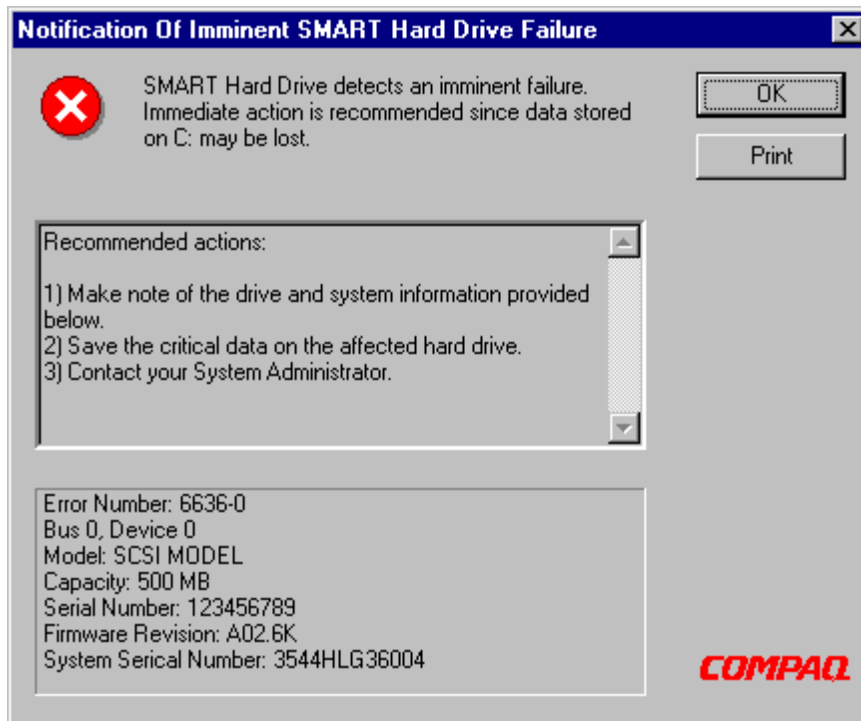 Notification Of Imminent SMART Hard Drive Failure
SMART Hard Drive detects an imminent failure.
Immediate action is recommended since data stored
on C: may be lost.
OK
Print
Recommended actions:
1) Make note of the drive and system information provided
below.
2) Save the critical data on the affected hard drive.
3) Contact your System Administrator.
Error Number: 6636-0
Bus 0, Device 0
Model: SCSI MODEL
Capacity: 500 MB
Serial Number: 123456789
Firmware Revision: A02.6K
System Serical Number: 3544HLG36004
COMPAQ